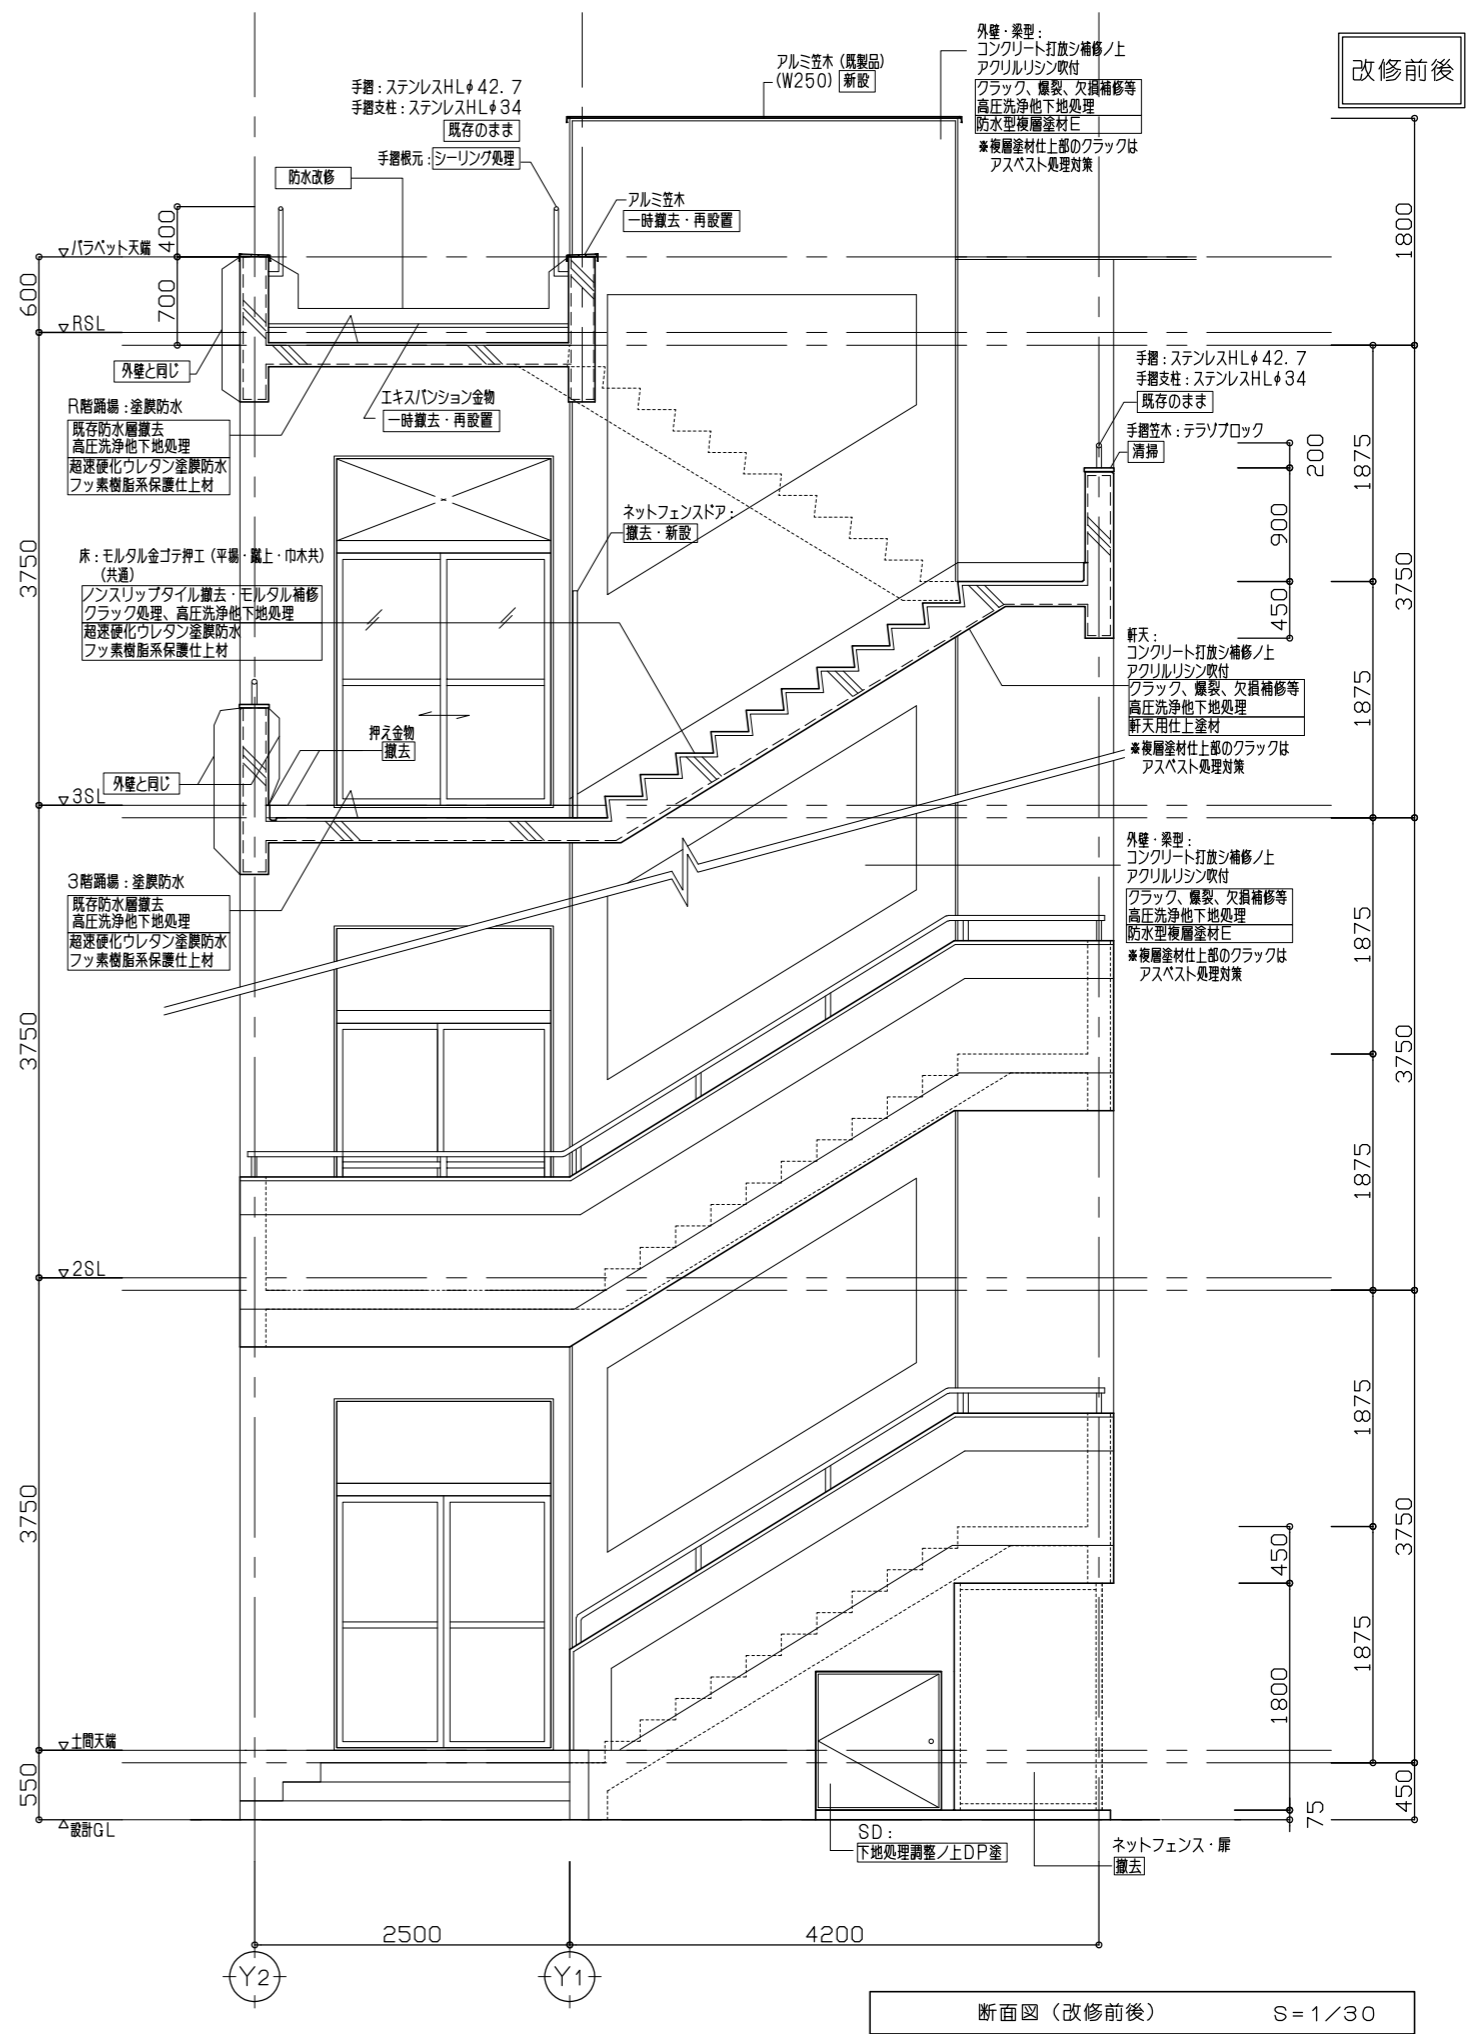 改修前後
外壁・梁型：
コンクリート打放シ補修ノ上
アクリルリシン吹付
クラック、爆裂、欠損補修等
高圧洗浄他下地処理
防水型複層塗材E
※複層塗材仕上部のクラックは
アスベスト処理対策
アルミ笠木（既製品）
(W250) 新設
手摺：ステンレスHLφ42.7
手摺支柱：ステンレスHLφ34
既存のまま
手摺根元：シーリング処理
防水改修
アルミ笠木
一時撤去・再設置
▽パラペット天端
400
700
600
1800
▽RSL
外壁と同じ
エキスパンション金物
一時撤去・再設置
R階踊場：塗膜防水
既存防水層撤去
高圧洗浄他下地処理
超速硬化ウレタン塗膜防水
フッ素樹脂系保護仕上材
手摺：ステンレスHLφ42.7
手摺支柱：ステンレスHLφ34
既存のまま
手摺笠木：テラゾブロック
清掃
200
900
450
1875
3750
1875
ネットフェンスドア：
撤去・新設
3750
床：モルタル金ゴテ押エ（平場・蹴上・巾木共）
（共通）
ノンスリップタイル撤去・モルタル補修
クラック処理、高圧洗浄他下地処理
超速硬化ウレタン塗膜防水
フッ素樹脂系保護仕上材
軒天：
コンクリート打放シ補修ノ上
アクリルリシン吹付
クラック、爆裂、欠損補修等
高圧洗浄他下地処理
軒天用仕上塗材
※複層塗材仕上部のクラックは
アスベスト処理対策
押え金物
撤去
外壁と同じ
▽3SL
外壁・梁型：
コンクリート打放シ補修ノ上
アクリルリシン吹付
クラック、爆裂、欠損補修等
高圧洗浄他下地処理
防水型複層塗材E
※複層塗材仕上部のクラックは
アスベスト処理対策
3階踊場：塗膜防水
既存防水層撤去
高圧洗浄他下地処理
超速硬化ウレタン塗膜防水
フッ素樹脂系保護仕上材
3750
1875
3750
1875
▽2SL
3750
1875
3750
1875
450
1800
75
450
▽土間天端
550
△設計GL
SD：
下地処理調整ノ上DP塗
ネットフェンス・扉
撤去
2500
4200
Y2
Y1
断面図（改修前後） S=1/30